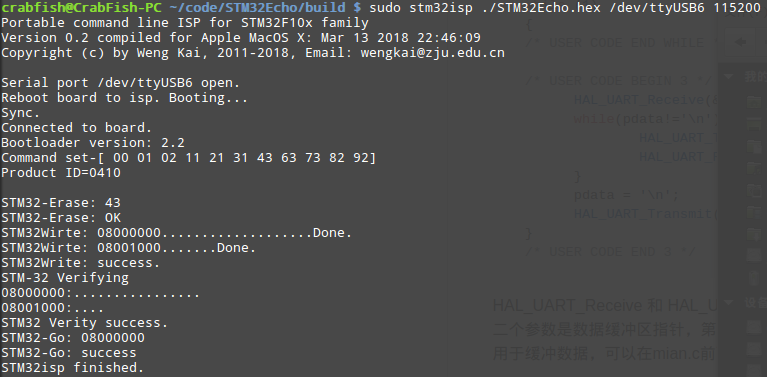 crabfish@CrabFish-PC ~/code/STM32Echo/build $ sudo stm32isp ./STM32Echo.hex /dev/ttyUSB6 115200
Portable command line ISP for STM32F10x family
Version 0.2 compiled for Apple MacOS X: Mar 13 2018 22:46:09
Copyright (c) by Weng Kai, 2011-2018, Email: wengkai@zju.edu.cn
Serial port /dev/ttyUSB6 open.
Reboot board to isp. Booting...
Sync.
Connected to board.
Bootloader version: 2.2
Command set-[ 00 01 02 11 21 31 43 63 73 82 92]
Product ID=0410
STM32-Erase: 43
STM32-Erase: OK
STM32Wirte: 08000000...................Done.
STM32Wirte: 08001000.......Done.
STM32Write: success.
STM-32 Verifying
08000000:................
08001000:....
STM32 Verity success.
STM32-Go: 08000000
STM32-Go: success
STM32isp finished.
{
/* USER CODE END WHILE
/* USER CODE BEGIN 3 */
HAL_UART_Receive(
while(pdata!='\n'
HAL_UART_
HAL_UART_
}
pdata = '\n';
HAL_UART_Transmit(
}
/* USER CODE END 3 */
HAL_UART_Receive 和 HAL_U
二个参数是数据缓冲区指针，第
用于缓冲数据，可以在mian.c前